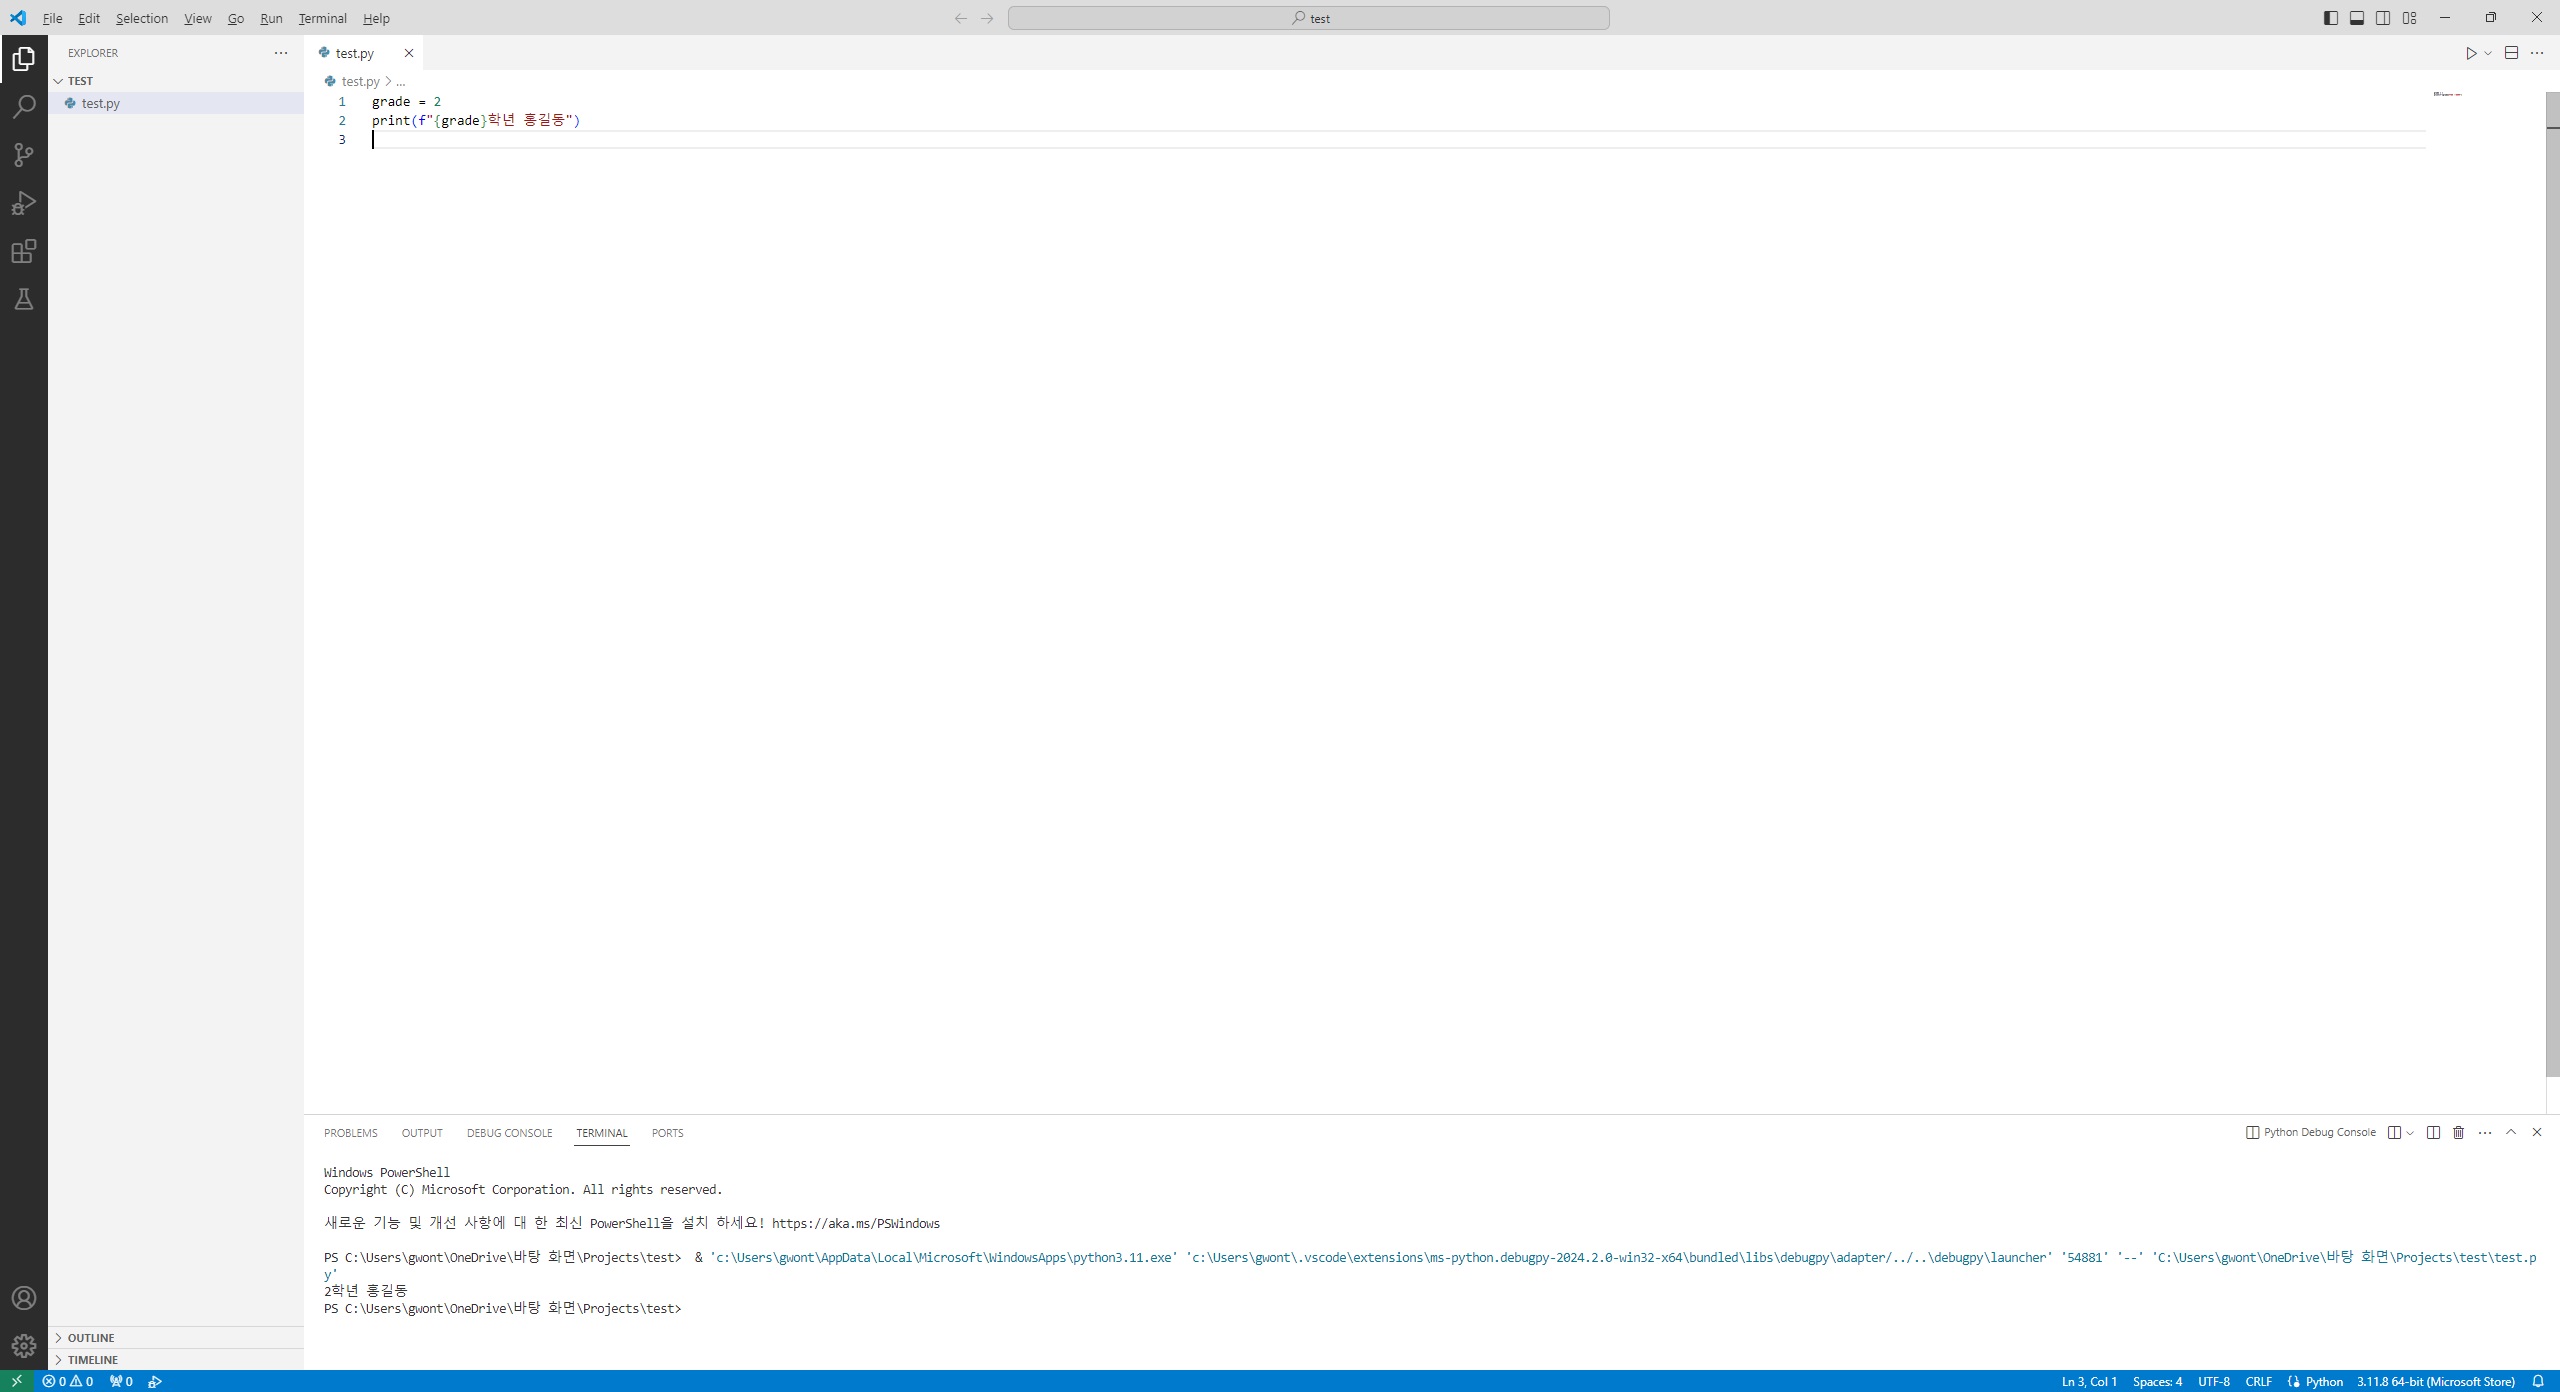 File Edit Selection View Go Run Terminal Help
test
EXPLORER
test.py
TEST
test.py > ...
test.py
1 grade = 2
2 print(f"{grade}학년 홍길동")
3
PROBLEMS OUTPUT DEBUG CONSOLE TERMINAL PORTS
Python Debug Console
Windows PowerShell
Copyright (C) Microsoft Corporation. All rights reserved.
새로운 기능 및 개선 사항에 대 한 최신 PowerShell을 설치 하세요! https://aka.ms/PSWindows
PS C:\Users\gwont\OneDrive\바탕 화면\Projects\test>  & 'c:\Users\gwont\AppData\Local\Microsoft\WindowsApps\python3.11.exe' 'c:\Users\gwont\.vscode\extensions\ms-python.debugpy-2024.2.0-win32-x64\bundled\libs\debugpy\adapter/../..\debugpy\launcher' '54881' '--' 'C:\Users\gwont\OneDrive\바탕 화면\Projects\test\test.p
y'
2학년 홍길동
PS C:\Users\gwont\OneDrive\바탕 화면\Projects\test>
OUTLINE
TIMELINE
0 0 0
Ln 3, Col 1 Spaces: 4 UTF-8 CRLF Python 3.11.8 64-bit (Microsoft Store)